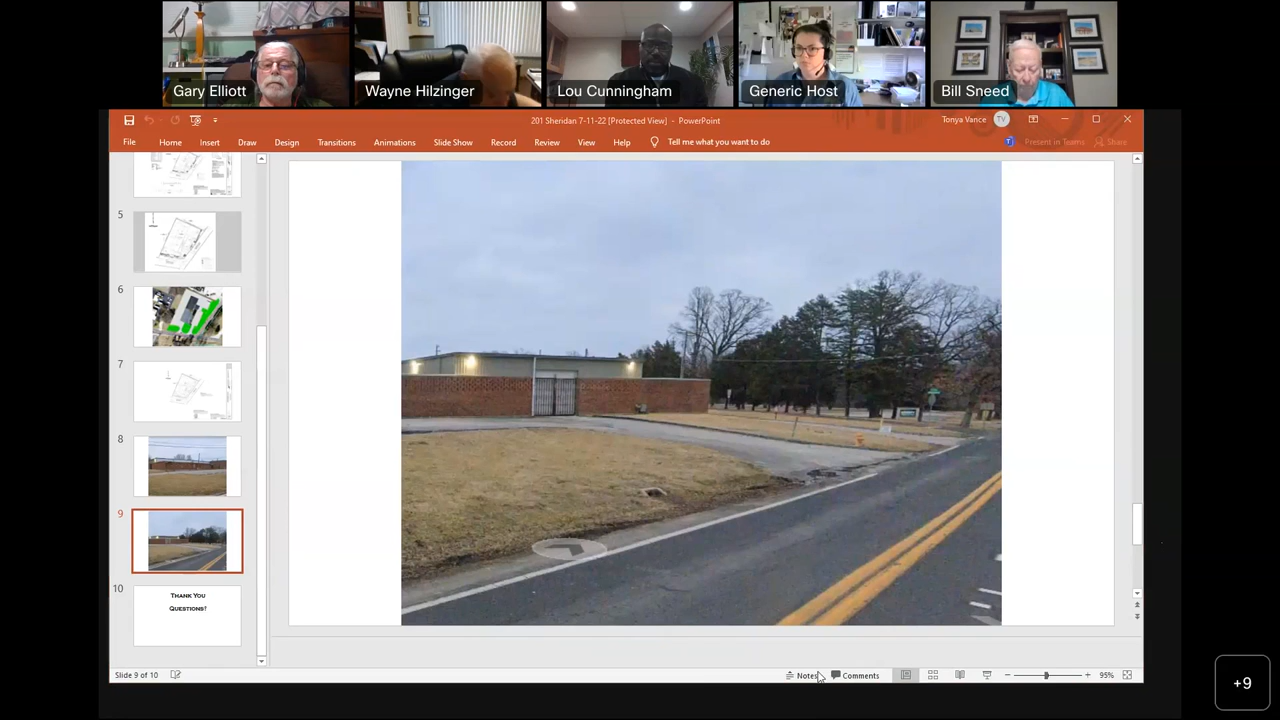 Gary Elliott
Wayne Hilzinger
Lou Cunningham
Generic Host
Bill Sneed
201 Sheridan 7-11-22 [Protected View] - PowerPoint
Tonya Vance
TV
File
Home
Insert
Draw
Design
Transitions
Animations
Slide Show
Record
Review
View
Help
Tell me what you want to do
Present in Teams
Share
5
6
7
8
9
10
Thank You
Questions?
Slide 9 of 10
Notes
Comments
95%
+9